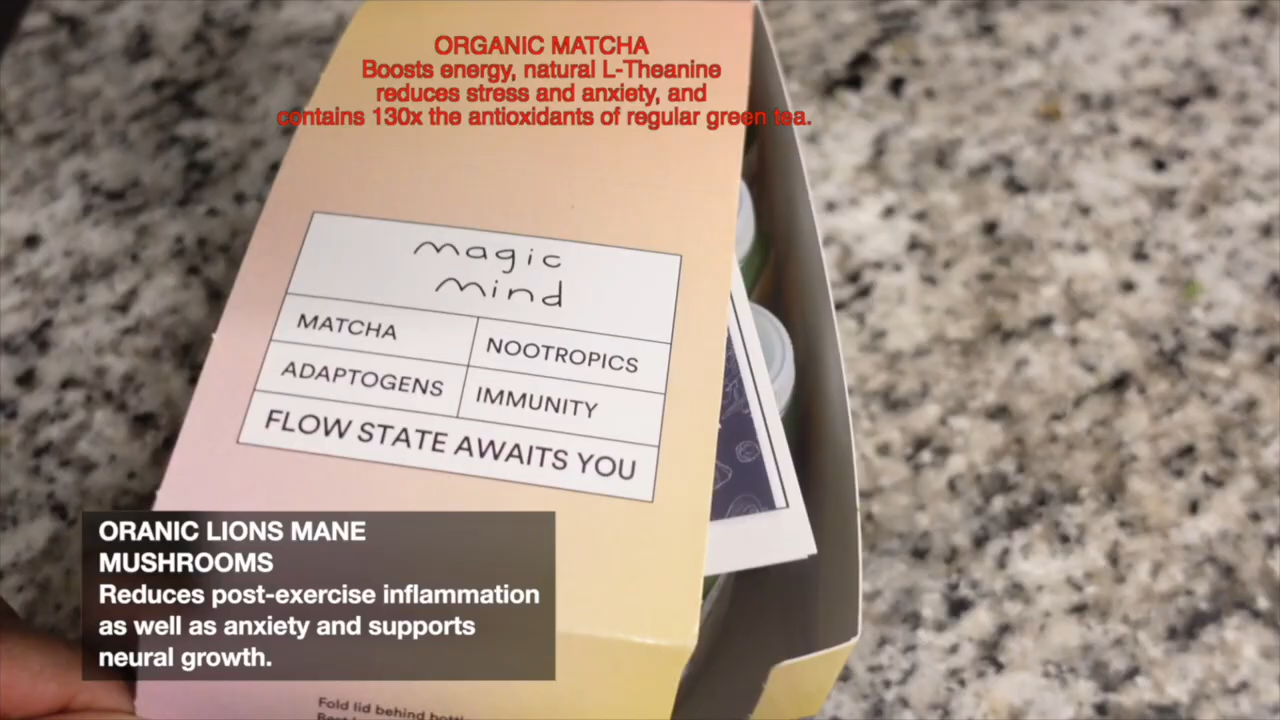 ORGANIC MATCHA
Boosts energy, natural L-Theanine
reduces stress and anxiety, and
contains 130x the antioxidants of regular green tea.
magic
mind
MATCHA
NOOTROPICS
ADAPTOGENS
IMMUNITY
FLOW STATE AWAITS YOU
ORANIC LIONS MANE
MUSHROOMS
Reduces post-exercise inflammation
as well as anxiety and supports
neural growth.
Fold lid behind